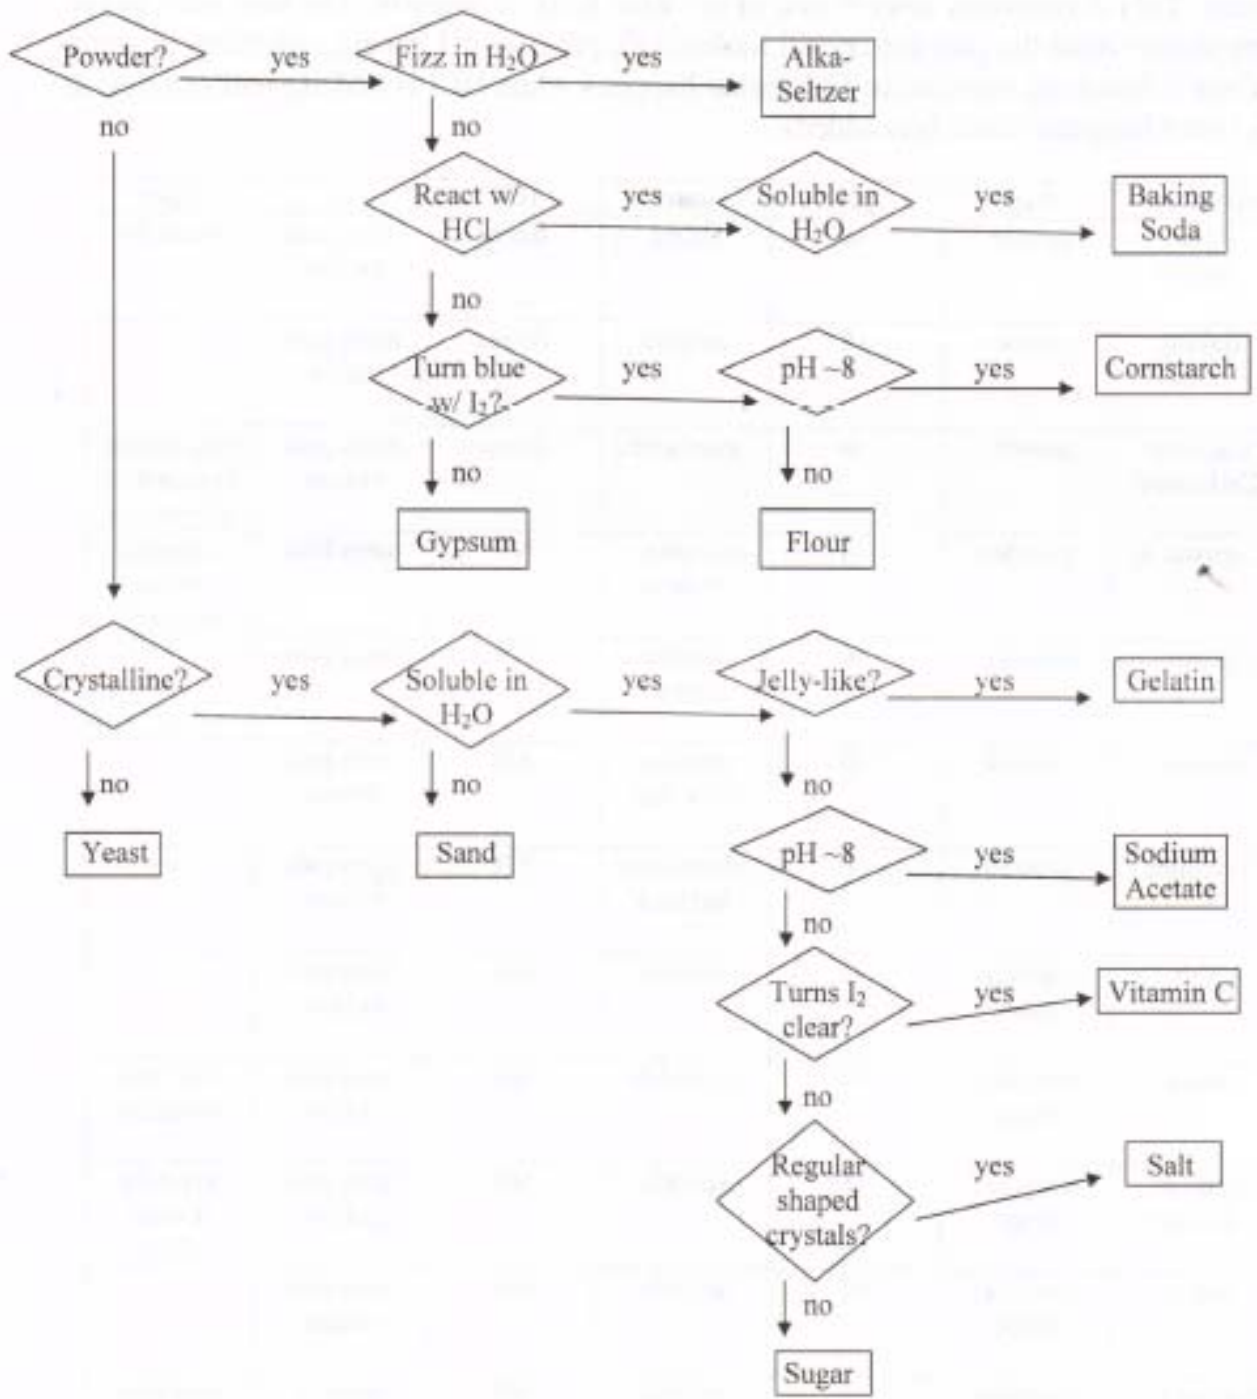 Powder?
yes
Fizz in H₂O
yes
Alka-
Seltzer
no
no
React w/
HCl
yes
Soluble in
H₂O
yes
Baking
Soda
no
Turn blue
w/ I₂?
yes
pH ~8
yes
Cornstarch
no
no
Gypsum
Flour
Crystalline?
yes
Soluble in
H₂O
yes
Jelly-like?
yes
Gelatin
no
no
no
Yeast
Sand
pH ~8
yes
Sodium
Acetate
no
Turns I₂
clear?
yes
Vitamin C
no
Regular
shaped
crystals?
yes
Salt
no
Sugar